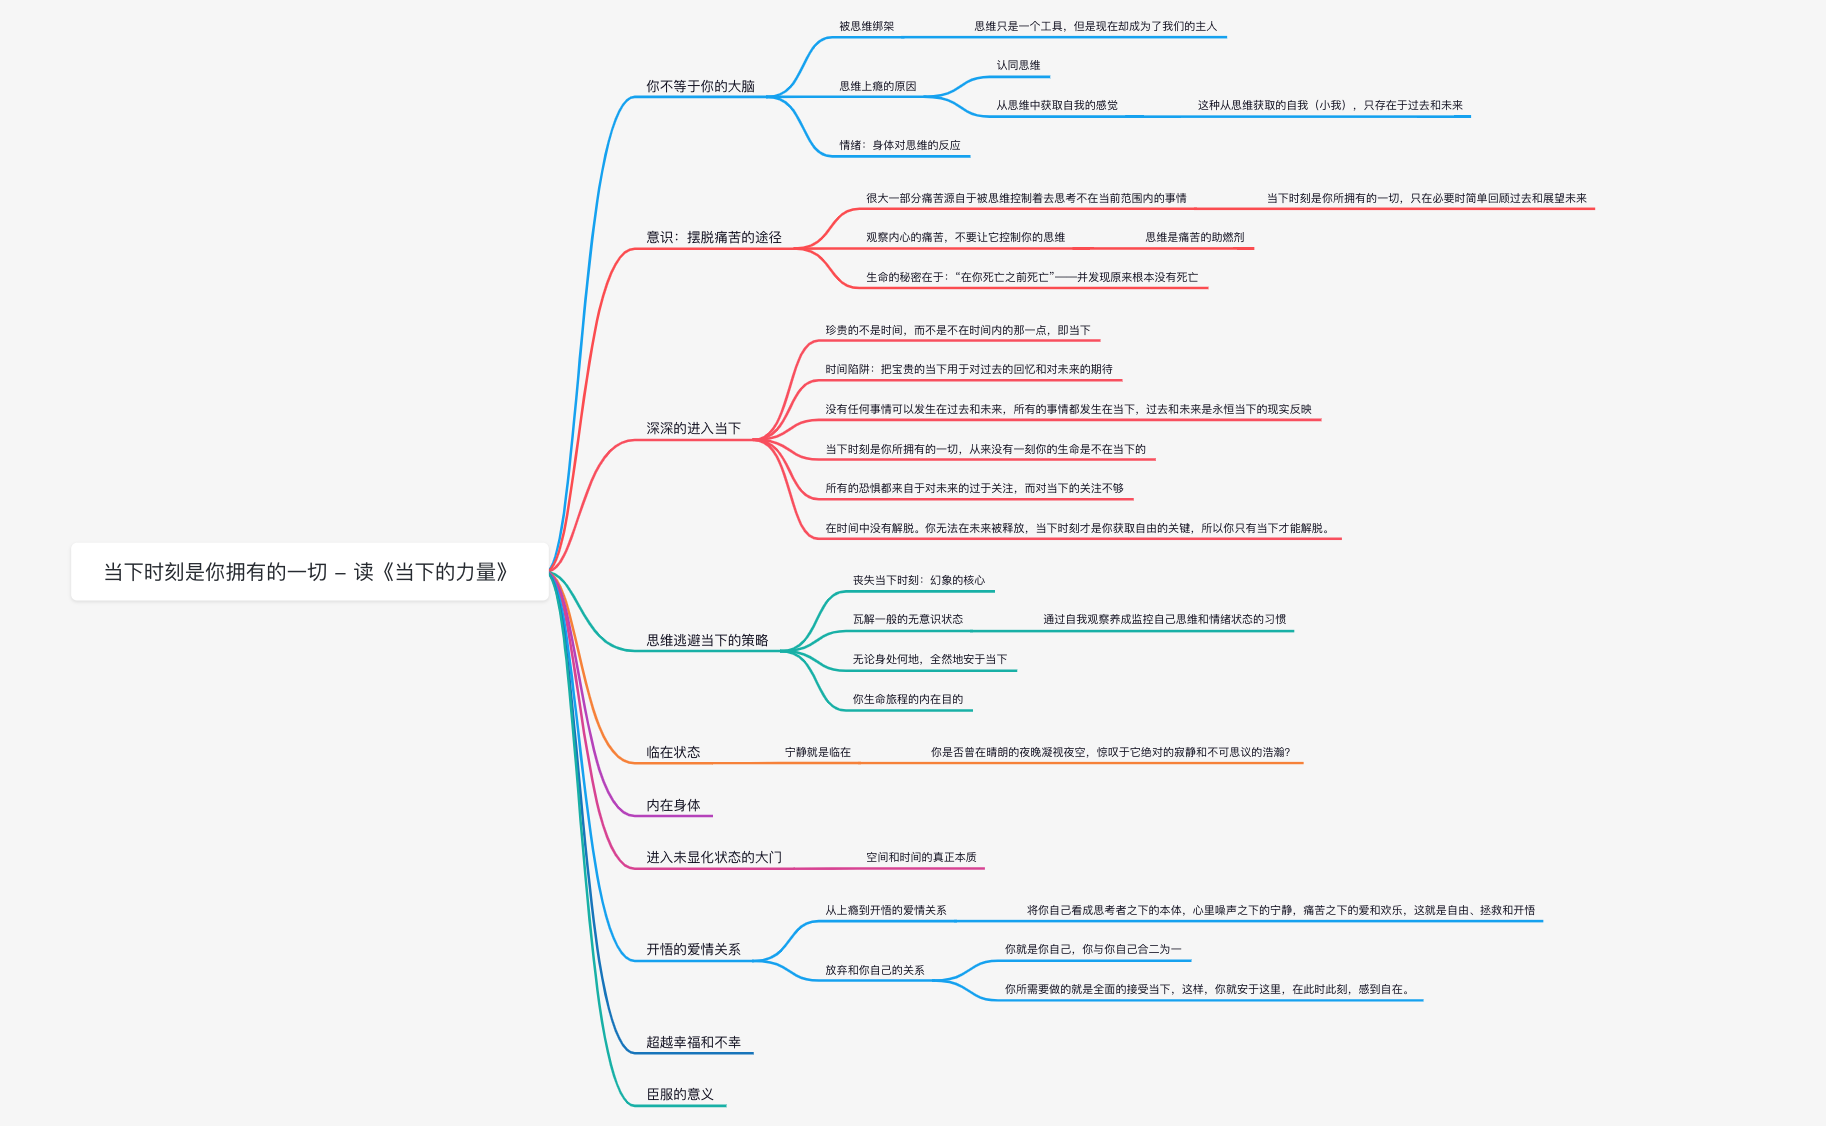 当下时刻是你拥有的一切 – 读《当下的力量》
你不等于你的大脑
被思维绑架
思维只是一个工具，但是现在却成为了我们的主人
思维上瘾的原因
认同思维
从思维中获取自我的感觉
这种从思维获取的自我（小我），只存在于过去和未来
情绪：身体对思维的反应
意识：摆脱痛苦的途径
很大一部分痛苦源自于被思维控制着去思考不在当前范围内的事情
当下时刻是你所拥有的一切，只在必要时简单回顾过去和展望未来
观察内心的痛苦，不要让它控制你的思维
思维是痛苦的助燃剂
生命的秘密在于：“在你死亡之前死亡”——并发现原来根本没有死亡
深深的进入当下
珍贵的不是时间，而不是不在时间内的那一点，即当下
时间陷阱：把宝贵的当下用于对过去的回忆和对未来的期待
没有任何事情可以发生在过去和未来，所有的事情都发生在当下，过去和未来是永恒当下的现实反映
当下时刻是你所拥有的一切，从来没有一刻你的生命是不在当下的
所有的恐惧都来自于对未来的过于关注，而对当下的关注不够
在时间中没有解脱。你无法在未来被释放，当下时刻才是你获取自由的关键，所以你只有当下才能解脱。
思维逃避当下的策略
丧失当下时刻：幻象的核心
瓦解一般的无意识状态
通过自我观察养成监控自己思维和情绪状态的习惯
无论身处何地，全然地安于当下
你生命旅程的内在目的
临在状态
宁静就是临在
你是否曾在晴朗的夜晚凝视夜空，惊叹于它绝对的寂静和不可思议的浩瀚？
内在身体
进入未显化状态的大门
空间和时间的真正本质
开悟的爱情关系
从上瘾到开悟的爱情关系
将你自己看成思考者之下的本体，心里噪声之下的宁静，痛苦之下的爱和欢乐，这就是自由、拯救和开悟
放弃和你自己的关系
你就是你自己，你与你自己合二为一
你所需要做的就是全面的接受当下，这样，你就安于这里，在此时此刻，感到自在。
超越幸福和不幸
臣服的意义